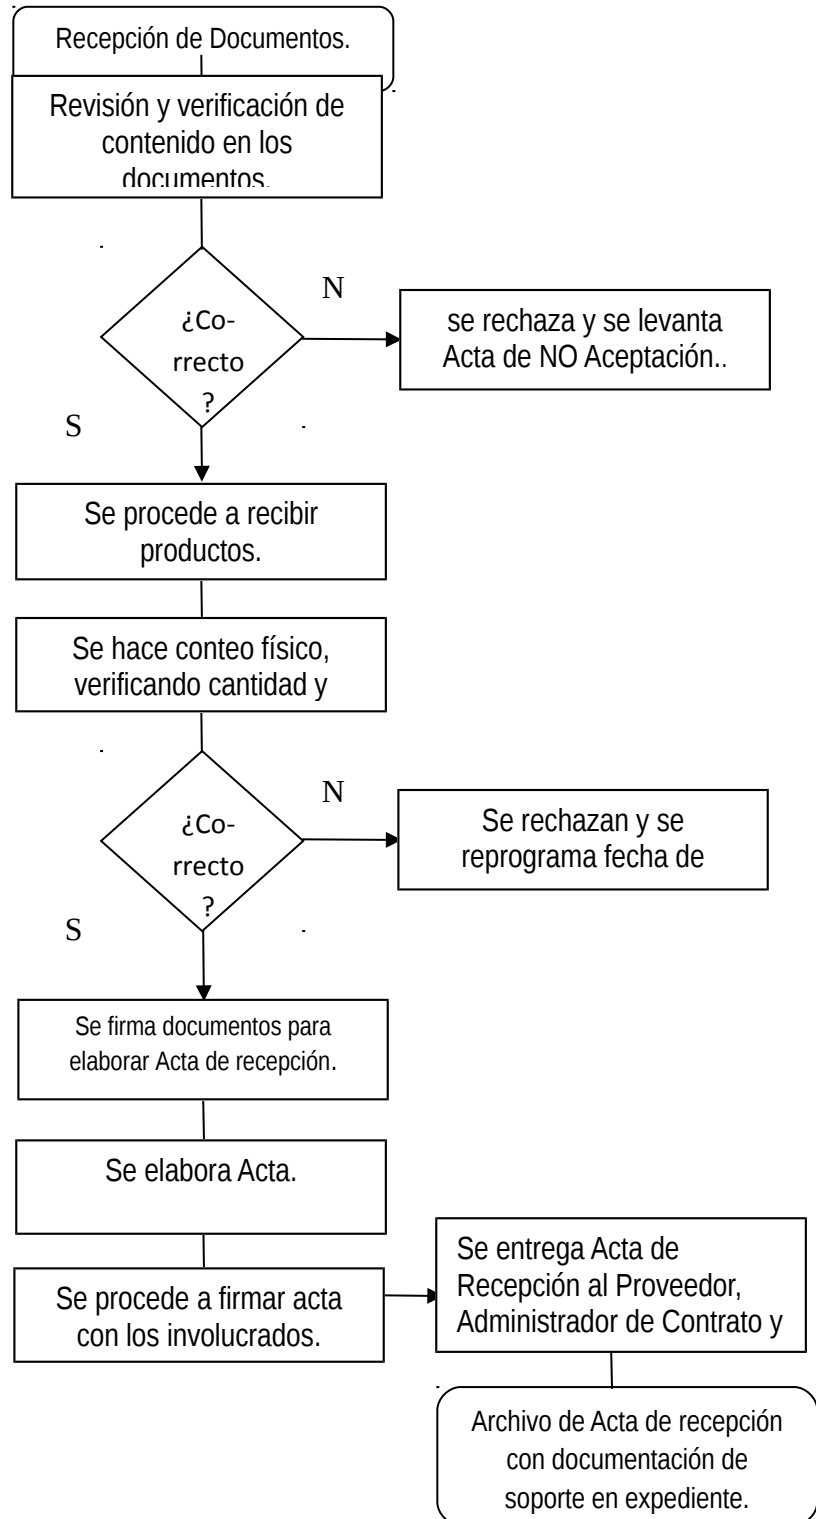 Recepción de Documentos.
Revisión y verificación de
contenido en los
documentos.
¿Co-
rrecto
?
N
se rechaza y se levanta
Acta de NO Aceptación..
S
Se procede a recibir
productos.
Se hace conteo físico,
verificando cantidad y
¿Co-
rrecto
?
N
Se rechazan y se
reprograma fecha de
S
Se firma documentos para
elaborar Acta de recepción.
Se elabora Acta.
Se procede a firmar acta
con los involucrados.
Se entrega Acta de
Recepción al Proveedor,
Administrador de Contrato y
Archivo de Acta de recepción
con documentación de
soporte en expediente.